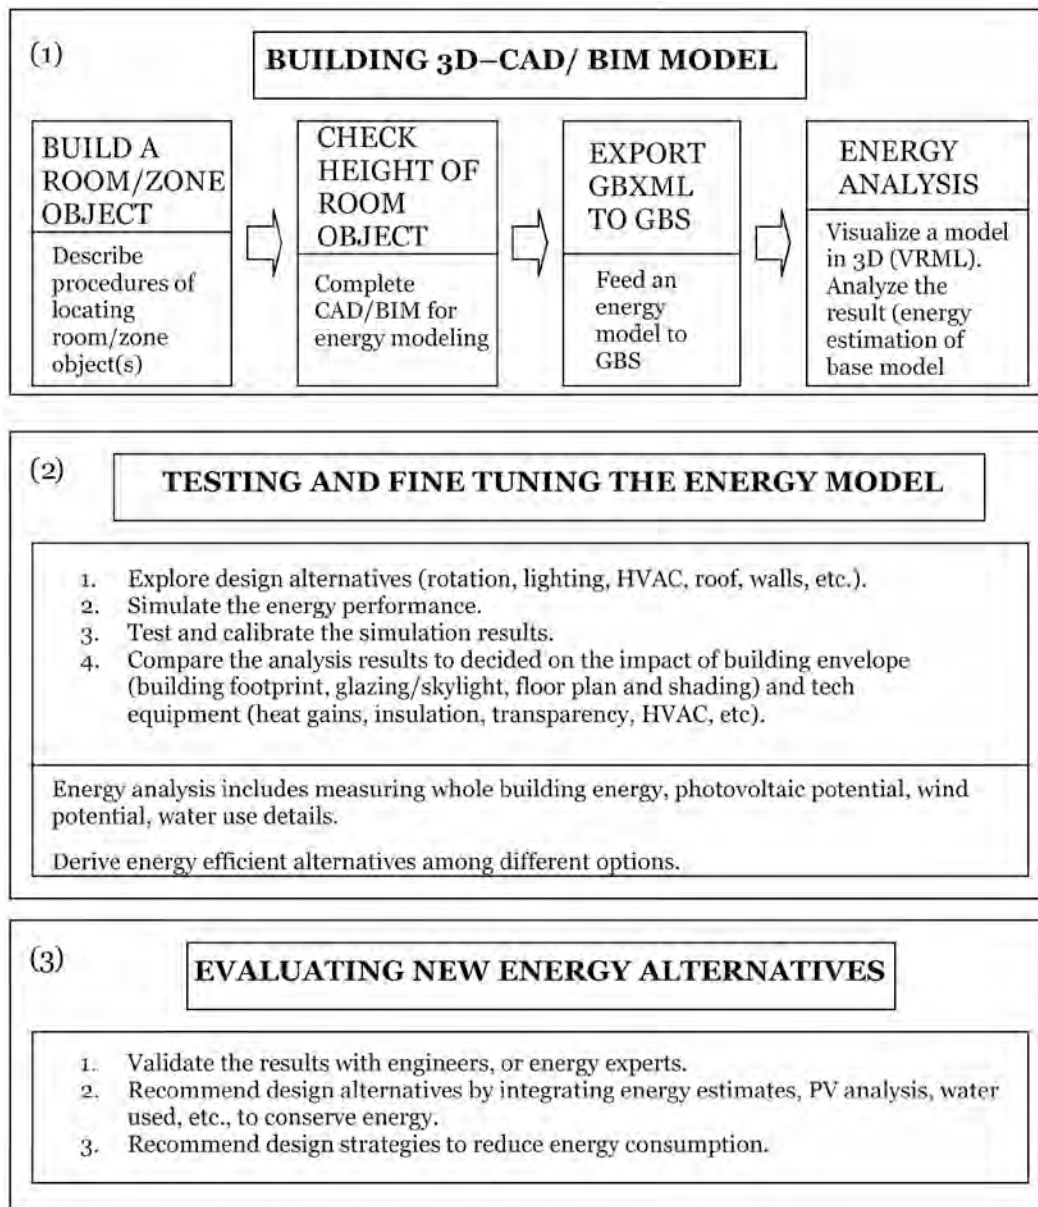 (1)
BUILDING 3D–CAD/ BIM MODEL
BUILD A
ROOM/ZONE
OBJECT
Describe
procedures of
locating
room/zone
object(s)
CHECK
HEIGHT OF
ROOM
OBJECT
Complete
CAD/BIM for
energy modeling
EXPORT
GBXML
TO GBS
Feed an
energy
model to
GBS
ENERGY
ANALYSIS
Visualize a model
in 3D (VRML).
Analyze the
result (energy
estimation of
base model
(2)
TESTING AND FINE TUNING THE ENERGY MODEL
1. Explore design alternatives (rotation, lighting, HVAC, roof, walls, etc.).
2. Simulate the energy performance.
3. Test and calibrate the simulation results.
4. Compare the analysis results to decided on the impact of building envelope
(building footprint, glazing/skylight, floor plan and shading) and tech
equipment (heat gains, insulation, transparency, HVAC, etc).
Energy analysis includes measuring whole building energy, photovoltaic potential, wind
potential, water use details.
Derive energy efficient alternatives among different options.
(3)
EVALUATING NEW ENERGY ALTERNATIVES
1. Validate the results with engineers, or energy experts.
2. Recommend design alternatives by integrating energy estimates, PV analysis, water
used, etc., to conserve energy.
3. Recommend design strategies to reduce energy consumption.